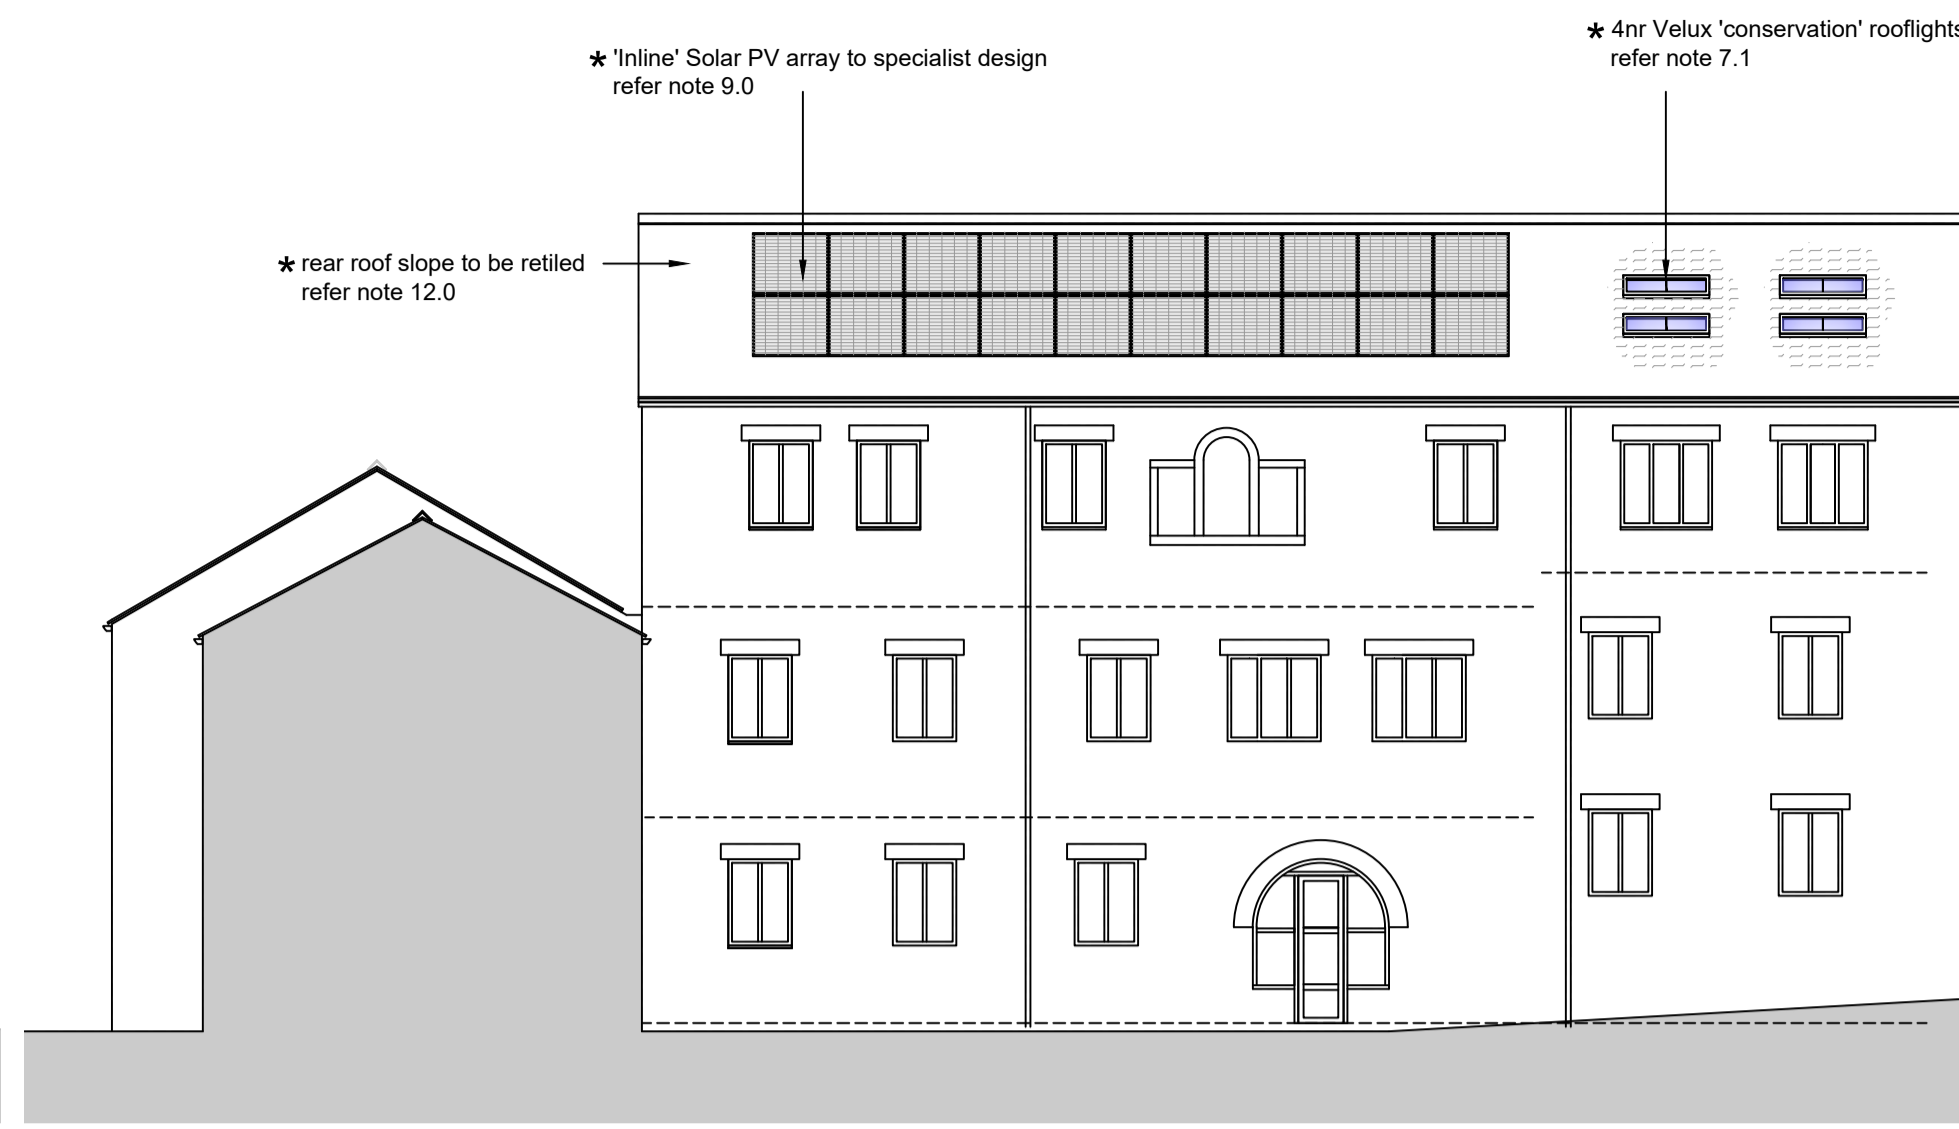 * 'Inline' Solar PV array to specialist design
refer note 9.0
* 4nr Velux 'conservation' rooflights
refer note 7.1
* rear roof slope to be retiled
refer note 12.0